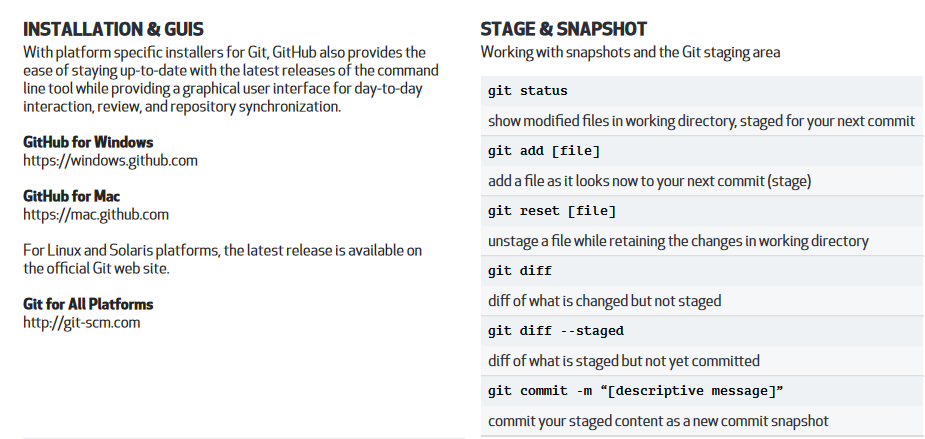 INSTALLATION & GUIS
With platform specific installers for Git, GitHub also provides the
ease of staying up-to-date with the latest releases of the command
line tool while providing a graphical user interface for day-to-day
interaction, review, and repository synchronization.
GitHub for Windows
https://windows.github.com
GitHub for Mac
https://mac.github.com
For Linux and Solaris platforms, the latest release is available on
the official Git web site.
Git for All Platforms
http://git-scm.com
STAGE & SNAPSHOT
Working with snapshots and the Git staging area
git status
show modified files in working directory, staged for your next commit
git add [file]
add a file as it looks now to your next commit (stage)
git reset [file]
unstage a file while retaining the changes in working directory
git diff
diff of what is changed but not staged
git diff --staged
diff of what is staged but not yet committed
git commit -m “[descriptive message]”
commit your staged content as a new commit snapshot